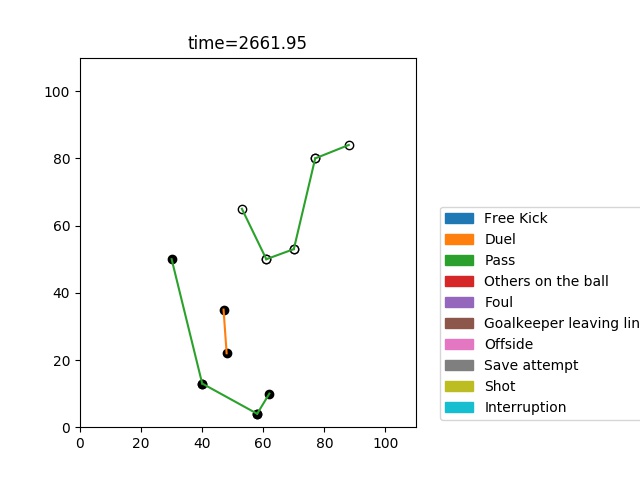 time=2661.95
100
80
60
40
20
0
0 20 40 60 80 100
Free Kick
Duel
Pass
Others on the ball
Foul
Goalkeeper leaving lin
Offside
Save attempt
Shot
Interruption